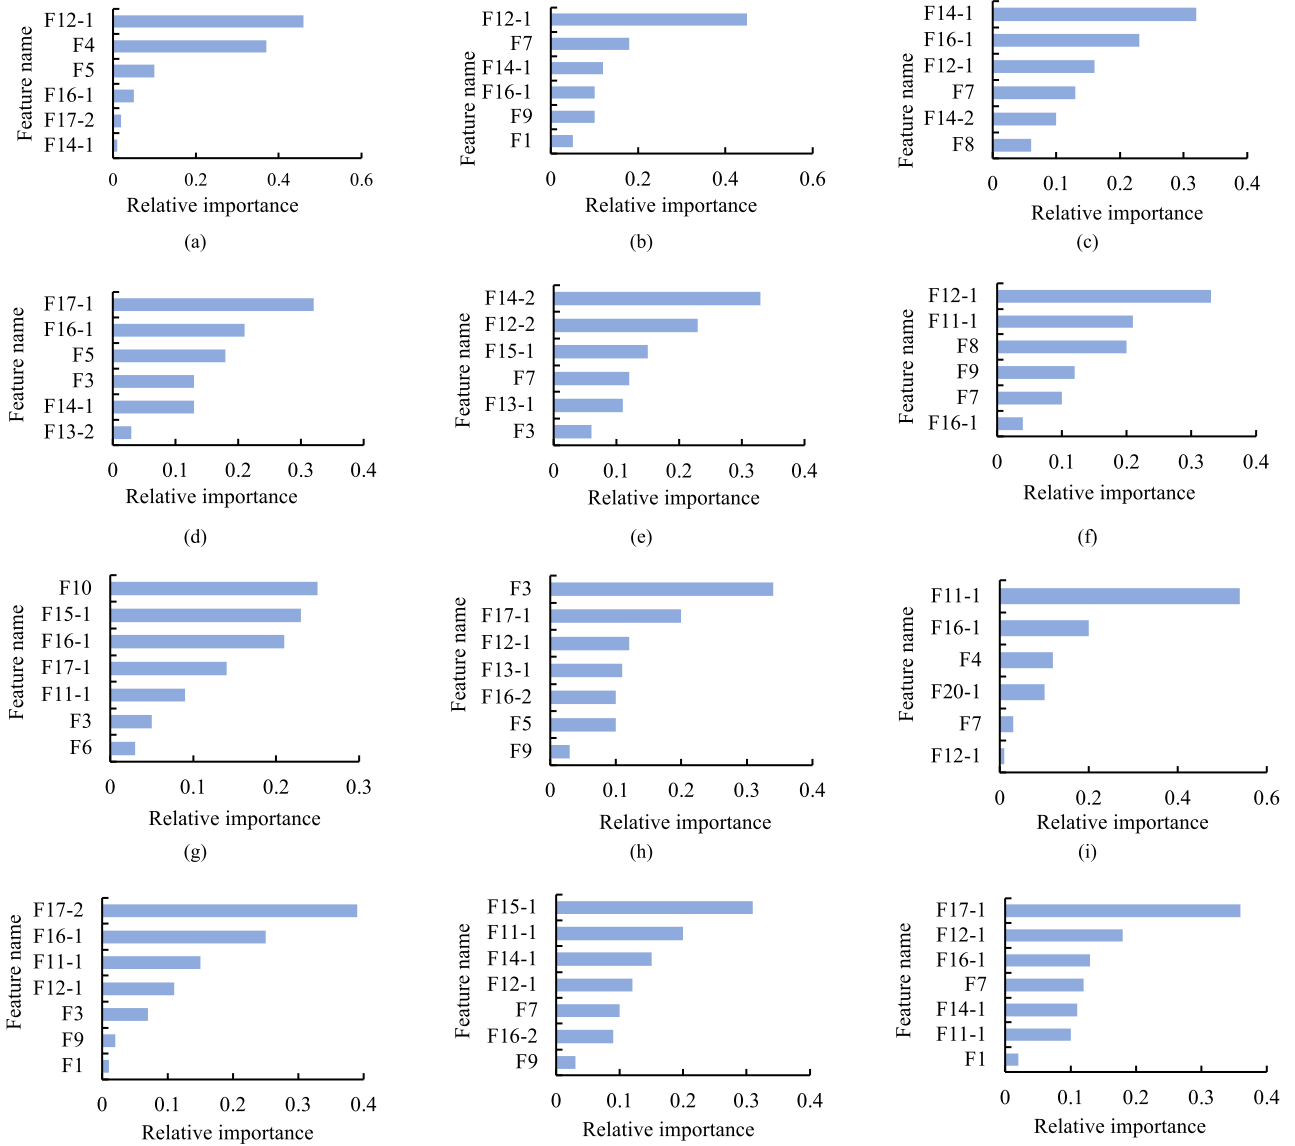 F12-1
F4
F5
F16-1
F17-2
F14-1
Feature name
0 0.2 0.4 0.6
Relative importance
(a)
F12-1
F7
F14-1
F16-1
F9
F1
Feature name
0 0.2 0.4 0.6
Relative importance
(b)
F14-1
F16-1
F12-1
F7
F14-2
F8
Feature name
0 0.1 0.2 0.3 0.4
Relative importance
(c)
F17-1
F16-1
F5
F3
F14-1
F13-2
Feature name
0 0.1 0.2 0.3 0.4
Relative importance
(d)
F14-2
F12-2
F15-1
F7
F13-1
F3
Feature name
0 0.1 0.2 0.3 0.4
Relative importance
(e)
F12-1
F11-1
F8
F9
F7
F16-1
Feature name
0 0.1 0.2 0.3 0.4
Relative importance
(f)
F10
F15-1
F16-1
F17-1
F11-1
F3
F6
Feature name
0 0.1 0.2 0.3
Relative importance
(g)
F3
F17-1
F12-1
F13-1
F16-2
F5
F9
Feature name
0 0.1 0.2 0.3 0.4
Relative importance
(h)
F11-1
F16-1
F4
F20-1
F7
F12-1
Feature name
0 0.2 0.4 0.6
Relative importance
(i)
F17-2
F16-1
F11-1
F12-1
F3
F9
F1
Feature name
0 0.1 0.2 0.3 0.4
Relative importance
F15-1
F11-1
F14-1
F12-1
F7
F16-2
F9
Feature name
0 0.1 0.2 0.3 0.4
Relative importance
F17-1
F12-1
F16-1
F7
F14-1
F11-1
F1
Feature name
0 0.1 0.2 0.3 0.4
Relative importance